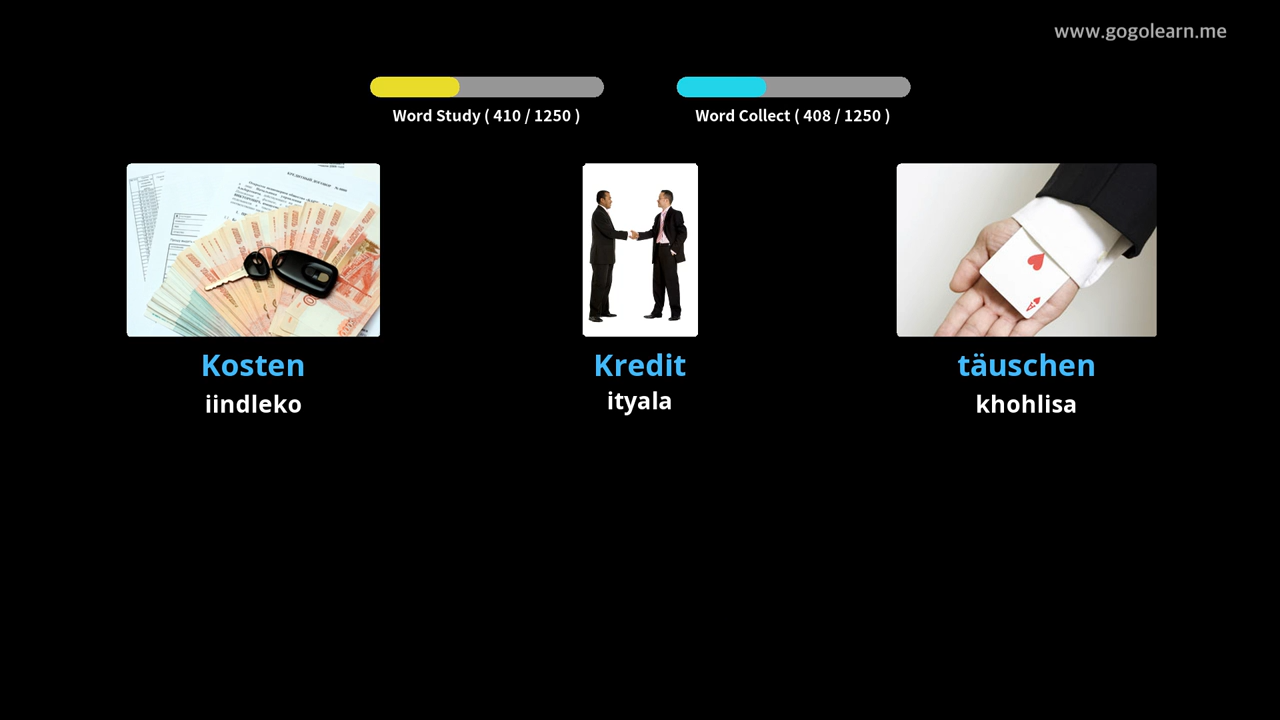 www.gogolearn.me
Word Study ( 410 / 1250 )
Word Collect ( 408 / 1250 )
Kosten
iindleko
Kredit
ityala
täuschen
khohlisa